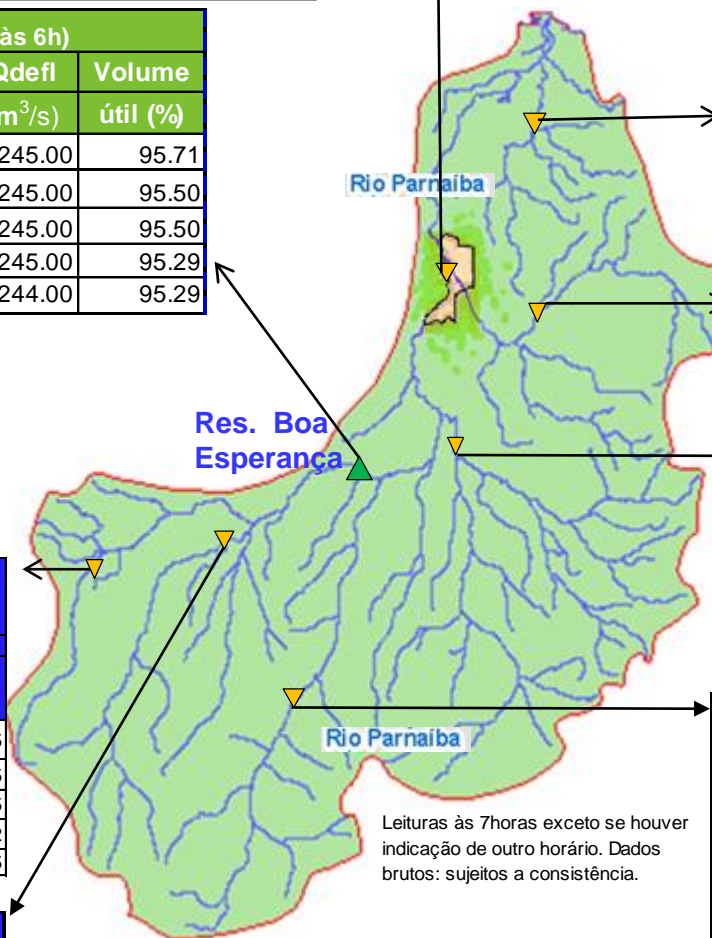 às 6h)
Qdefl Volume
m³/s) útil (%)
245.00 95.71
245.00 95.50
245.00 95.50
245.00 95.29
244.00 95.29
Rio Parnaíba
Res. Boa
Esperança
Rio Parnaíba
Leituras às 7horas exceto se houver
indicação de outro horário. Dados
brutos: sujeitos a consistência.